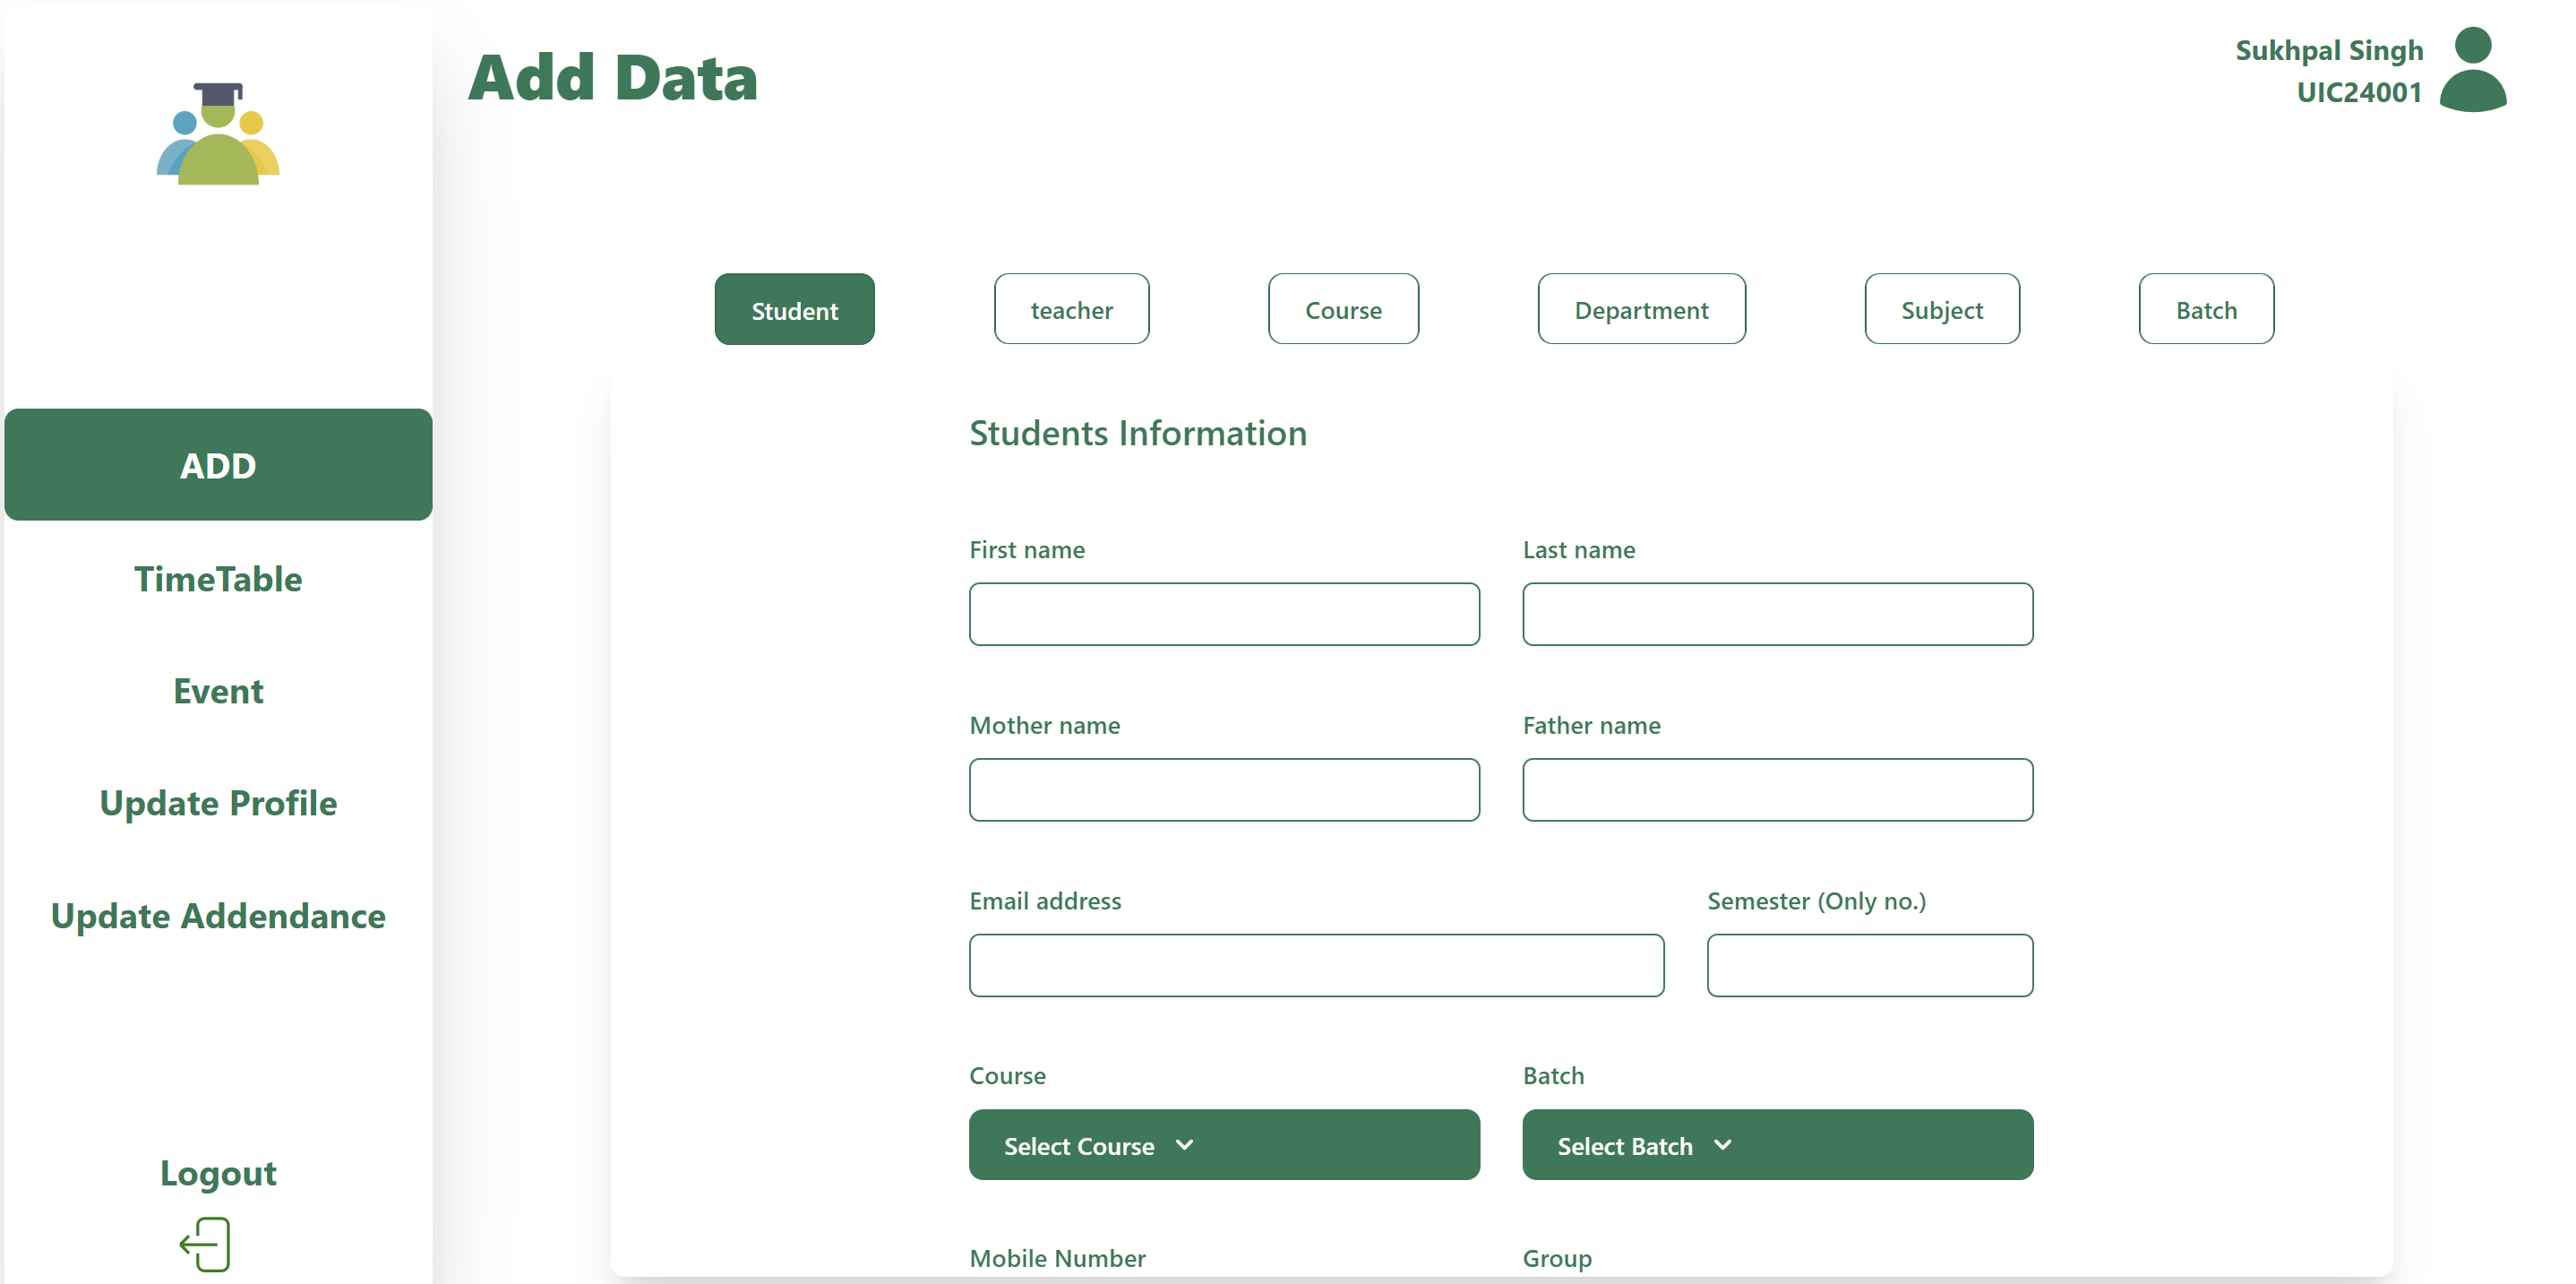 Add Data
Sukhpal Singh
UIC24001
ADD
TimeTable
Event
Update Profile
Update Addendance
Logout
Student
teacher
Course
Department
Subject
Batch
Students Information
First name
Last name
Mother name
Father name
Email address
Semester (Only no.)
Course
Batch
Select Course
Select Batch
Mobile Number
Group